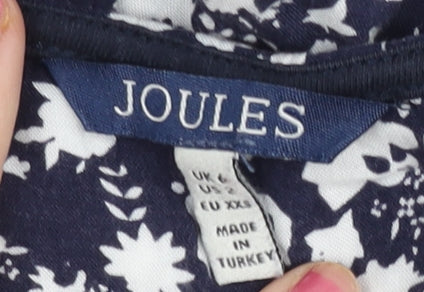 JOULES
UK 6
US 2
EU XXS
MADE
IN
TURKEY